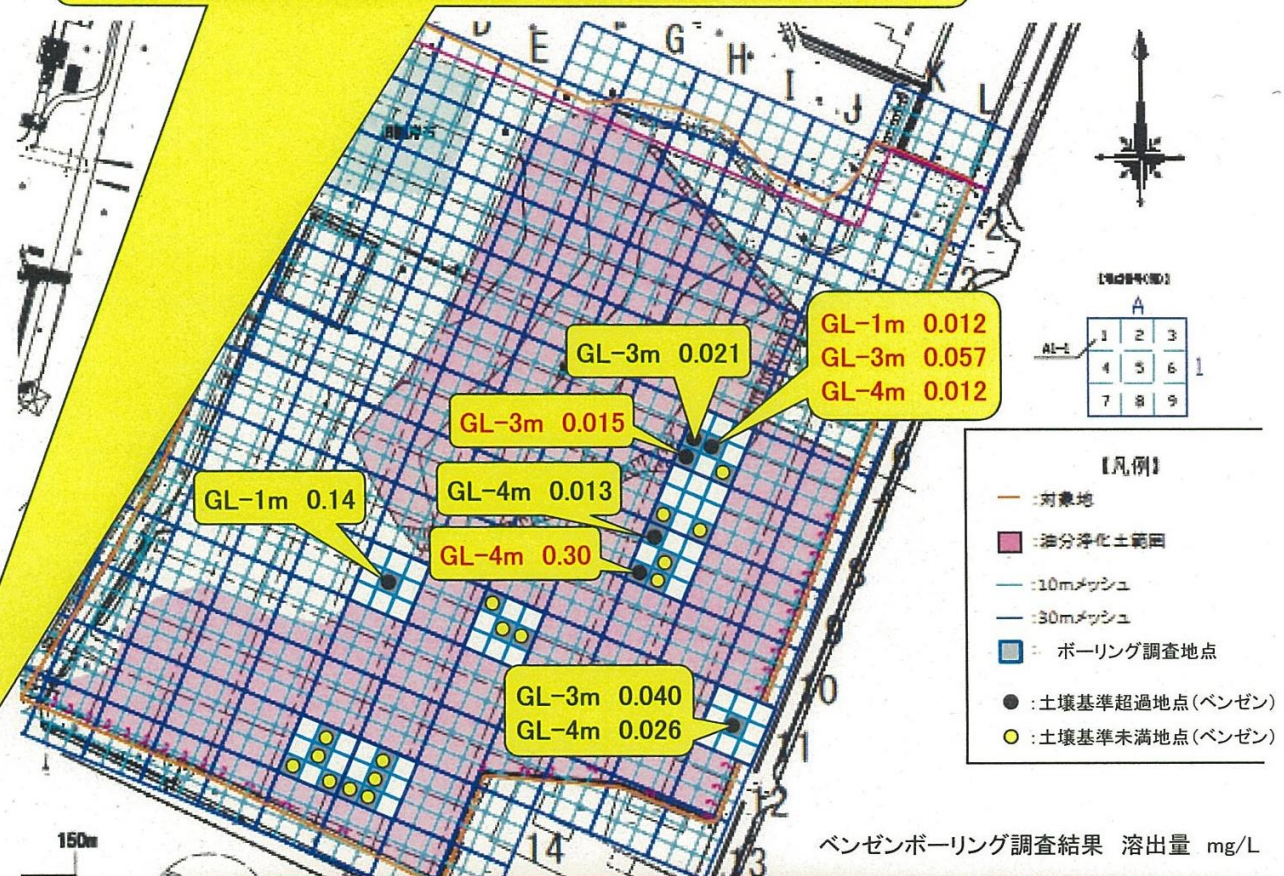 D
E
G
H
I
J
K
L
2
GL-3m 0.021
GL-1m 0.012
GL-3m 0.057
GL-4m 0.012
GL-3m 0.015
GL-4m 0.013
GL-1m 0.14
GL-4m 0.30
GL-3m 0.040
GL-4m 0.026
8
9
10
11
12
13
14
A
1 2 3
4 5 6
7 8 9
1
【凡例】
:対象地
:油分浄化土範囲
:10mメッシュ
:30mメッシュ
: ボーリング調査地点
:土壌基準超過地点(ベンゼン)
:土壌基準未満地点(ベンゼン)
150m
ベンゼンボーリング調査結果 溶出量 mg/L